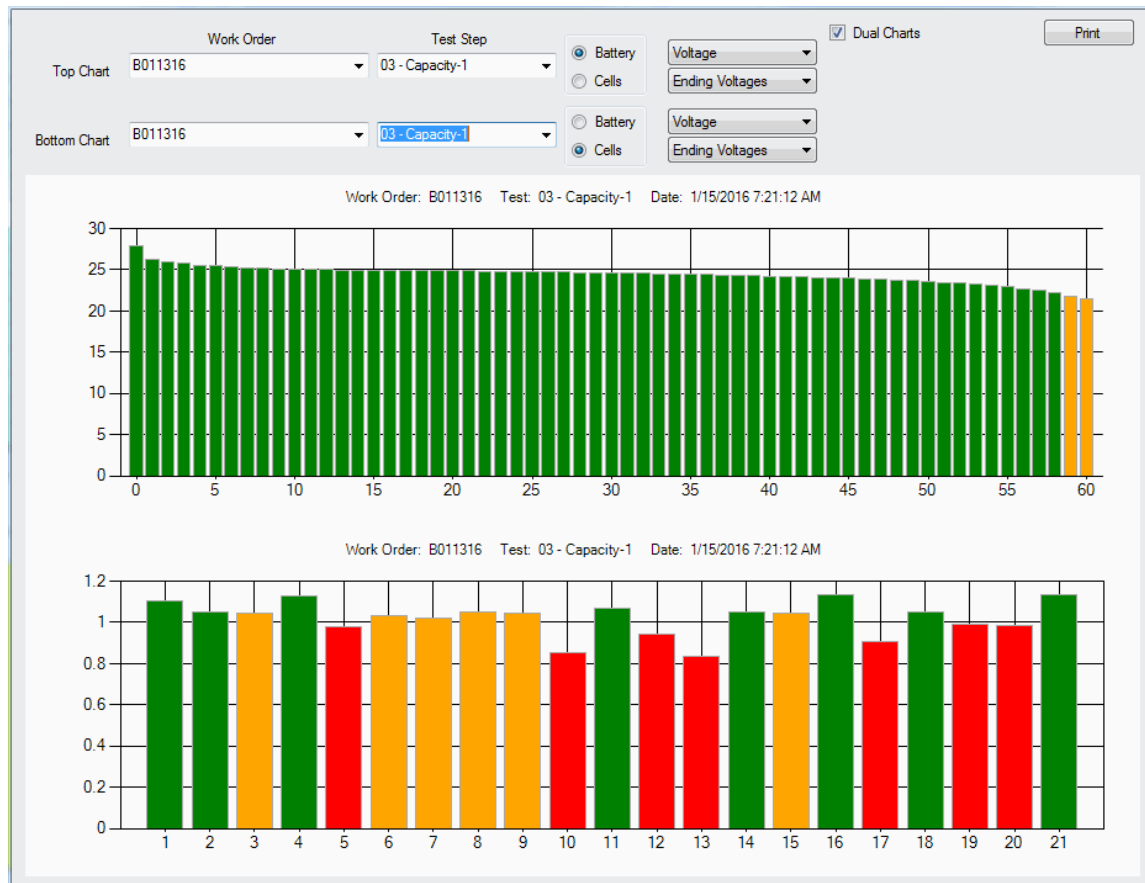 Work Order Test Step Dual Charts Print
Top Chart B011316 03 - Capacity-1 Battery Voltage
Cells Ending Voltages
Bottom Chart B011316 03 - Capacity-1 Battery Voltage
Cells Ending Voltages
Work Order: B011316 Test: 03 - Capacity-1 Date: 1/15/2016 7:21:12 AM
30
25
20
15
10
5
0
0 5 10 15 20 25 30 35 40 45 50 55 60
Work Order: B011316 Test: 03 - Capacity-1 Date: 1/15/2016 7:21:12 AM
1.2
1
0.8
0.6
0.4
0.2
0
1 2 3 4 5 6 7 8 9 10 11 12 13 14 15 16 17 18 19 20 21